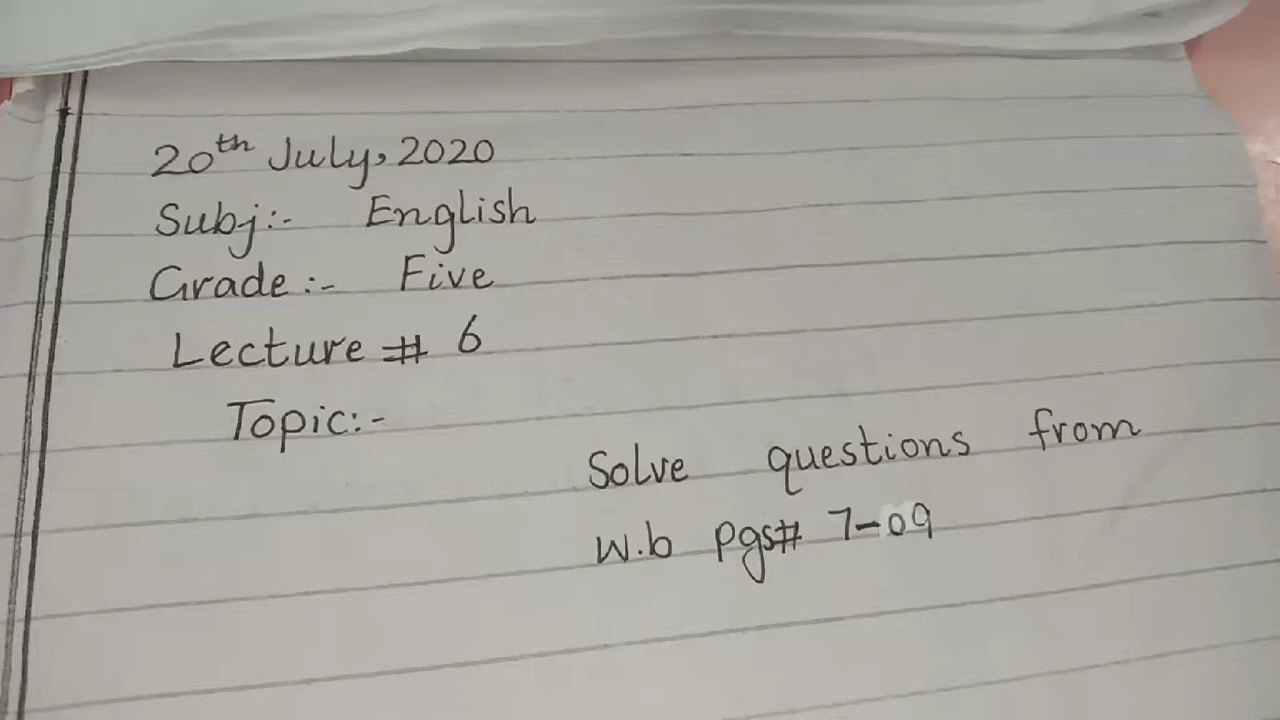 20th July, 2020
Subj:- English
Grade:- Five
Lecture # 6
Topic:-
Solve questions from
W.b pgs# 7-09